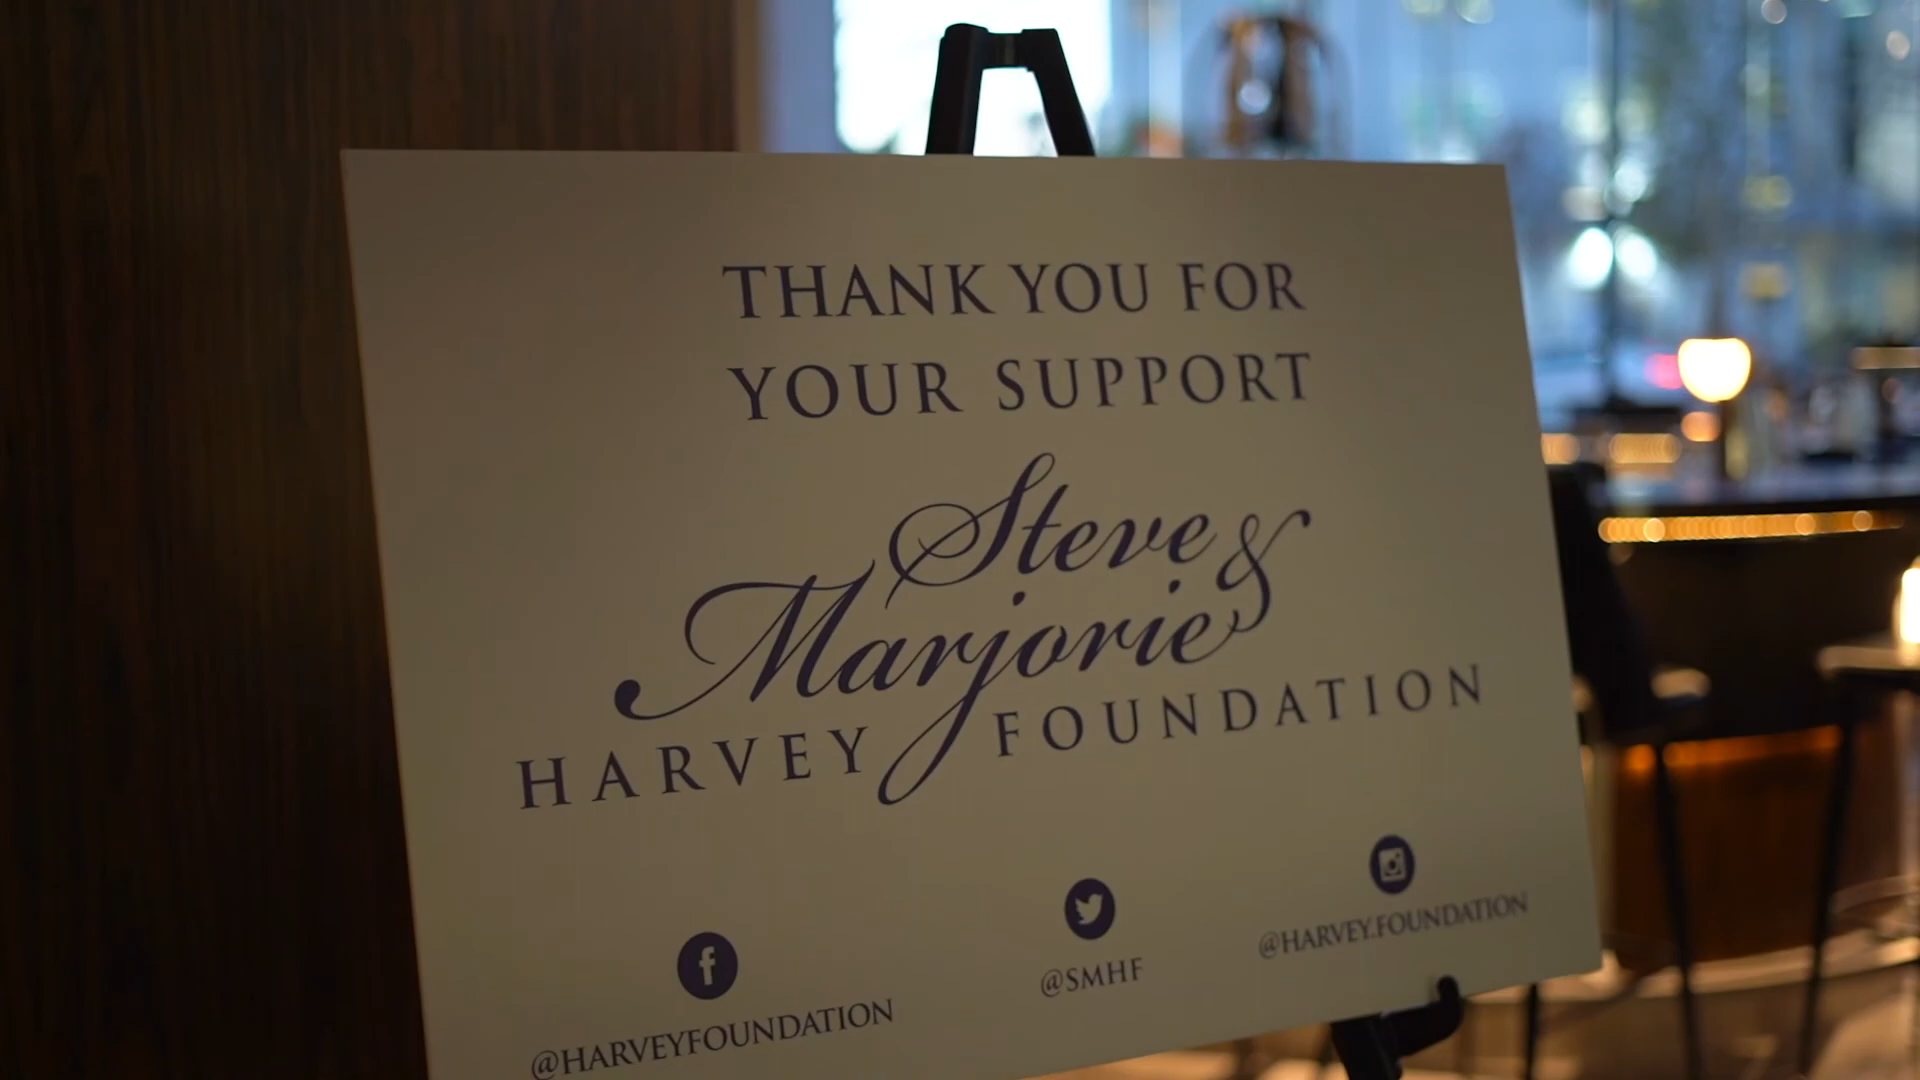 THANK YOU FOR
YOUR SUPPORT
Steve &
Marjorie
HARVEY FOUNDATION
@HARVEYFOUNDATION
@SMHF
@HARVEY.FOUNDATION